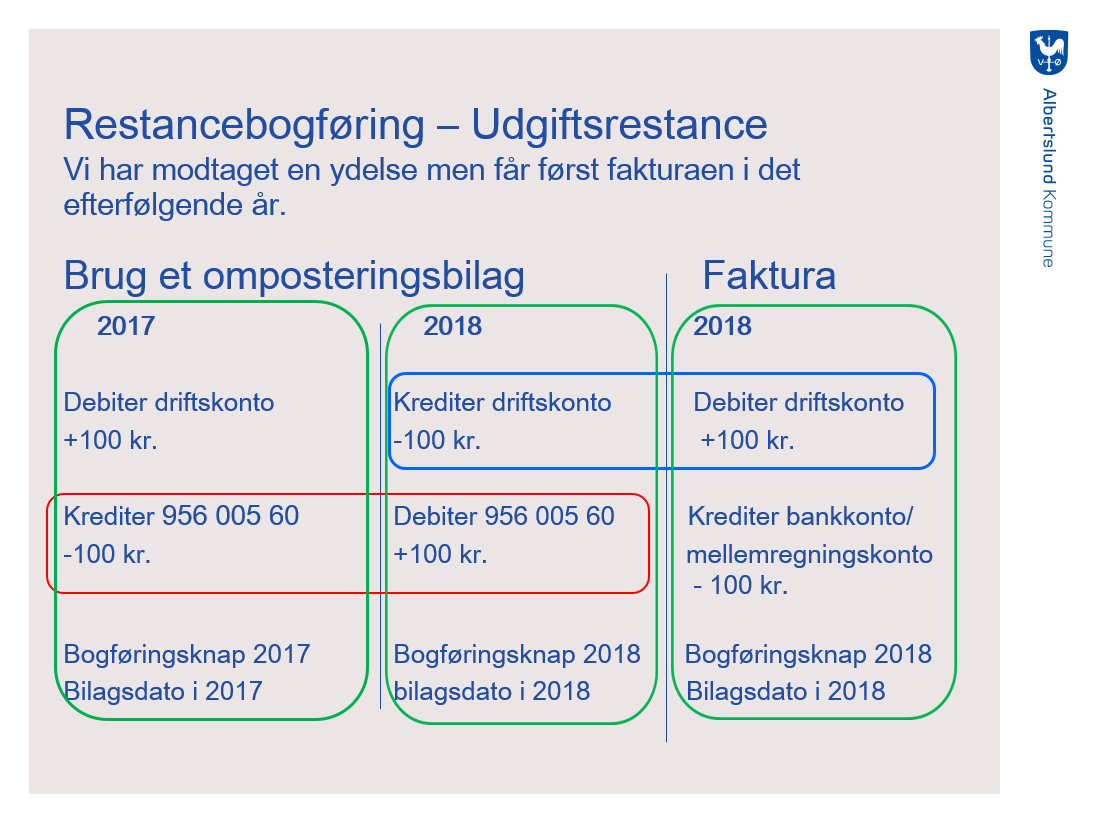 Restancebogføring – Udgiftsrestance
Vi har modtaget en ydelse men får først fakturaen i det
efterfølgende år.
Brug et omposteringsbilag
2017
Debiter driftskonto
+100 kr.
Krediter 956 005 60
-100 kr.
Bogføringsknap 2017
Bilagsdato i 2017
2018
Krediter driftskonto
-100 kr.
Debiter 956 005 60
+100 kr.
Bogføringsknap 2018
bilagsdato i 2018
Faktura
2018
Debiter driftskonto
+100 kr.
Krediter bankkonto/
mellemregningskonto
- 100 kr.
Bogføringsknap 2018
Bilagsdato i 2018
V Ø
Albertslund Kommune